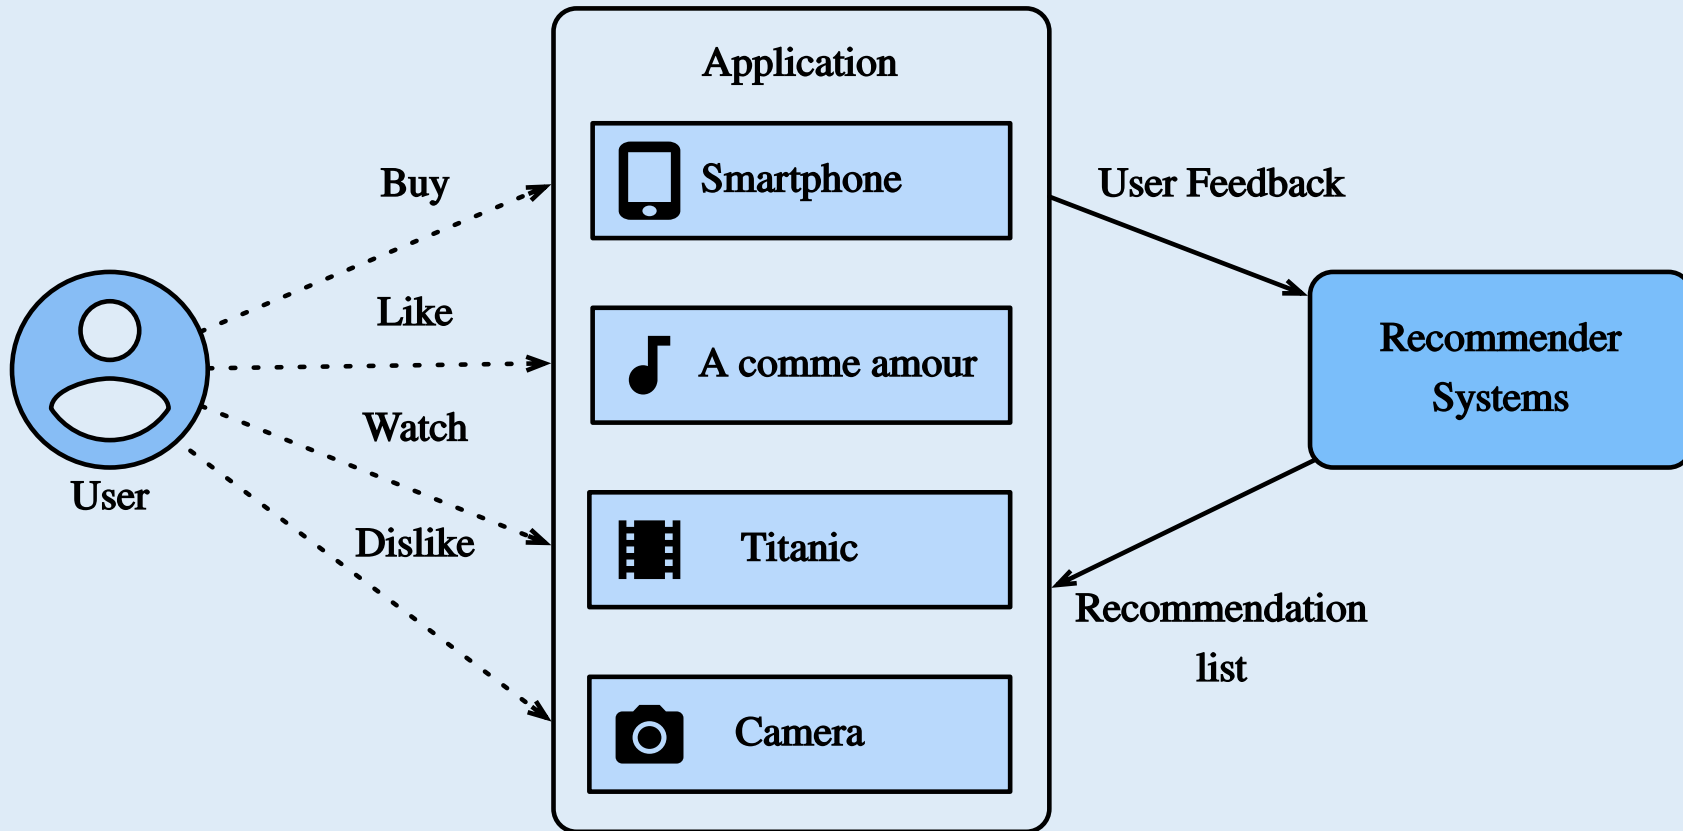 Application
Buy
Smartphone
User Feedback
Like
A comme amour
Recommender
Systems
Watch
User
Dislike
Titanic
Recommendation
list
Camera